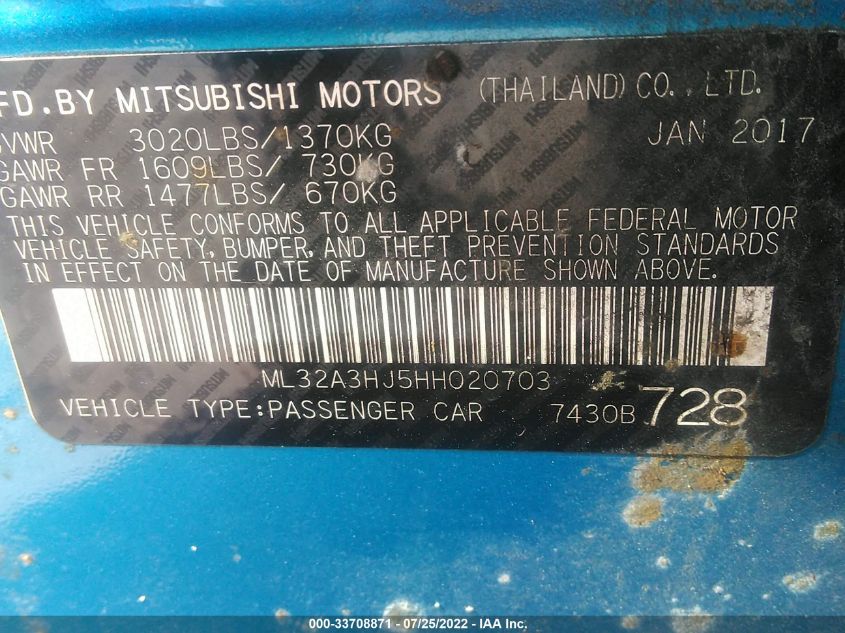 FD.BY MITSUBISHI MOTORS (THAILAND) CO., LTD.
VWR 3020LBS/1370KG JAN 2017
GAWR FR 1609LBS/ 730KG
GAWR RR 1477LBS/ 670KG
THIS VEHICLE CONFORMS TO ALL APPLICABLE FEDERAL MOTOR
VEHICLE SAFETY, BUMPER, AND THEFT PREVENTION STANDARDS
IN EFFECT ON THE DATE OF MANUFACTURE SHOWN ABOVE.
ML32A3HJ5HH020703
VEHICLE TYPE:PASSENGER CAR 7430B 728
000-33708871 / 07/25/2022 - IAA Inc.